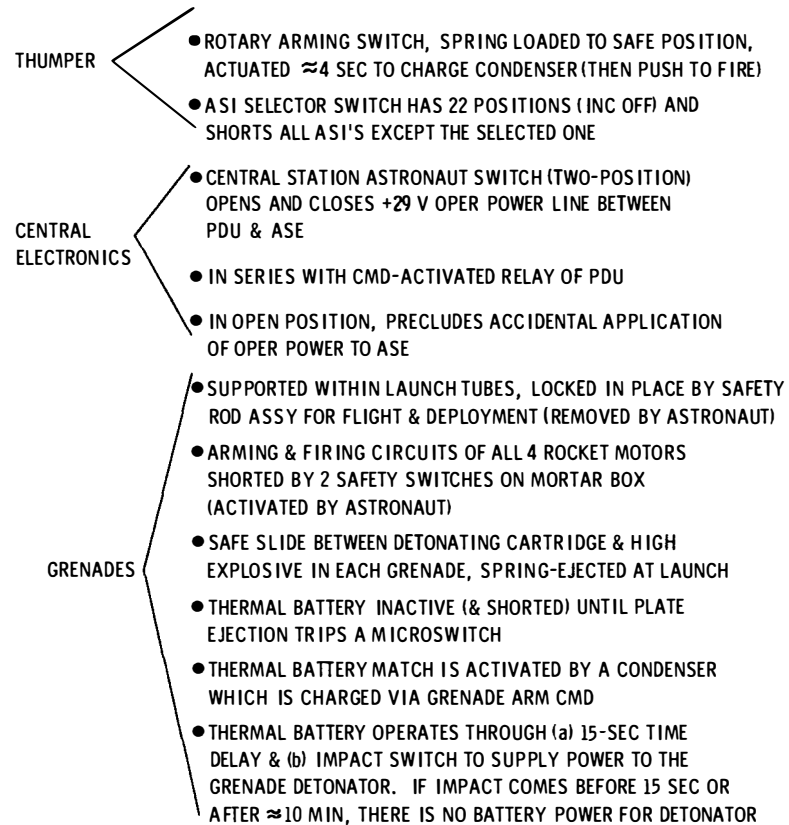 THUMPER
● ROTARY ARMING SWITCH, SPRING LOADED TO SAFE POSITION,
ACTUATED ≈4 SEC TO CHARGE CONDENSER (THEN PUSH TO FIRE)
● ASI SELECTOR SWITCH HAS 22 POSITIONS (INC OFF) AND
SHORTS ALL ASI'S EXCEPT THE SELECTED ONE
CENTRAL
ELECTRONICS
● CENTRAL STATION ASTRONAUT SWITCH (TWO-POSITION)
OPENS AND CLOSES +29 V OPER POWER LINE BETWEEN
PDU & ASE
● IN SERIES WITH CMD-ACTIVATED RELAY OF PDU
● IN OPEN POSITION, PRECLUDES ACCIDENTAL APPLICATION
OF OPER POWER TO ASE
GRENADES
● SUPPORTED WITHIN LAUNCH TUBES, LOCKED IN PLACE BY SAFETY
ROD ASSY FOR FLIGHT & DEPLOYMENT (REMOVED BY ASTRONAUT)
● ARMING & FIRING CIRCUITS OF ALL 4 ROCKET MOTORS
SHORTED BY 2 SAFETY SWITCHES ON MORTAR BOX
(ACTIVATED BY ASTRONAUT)
● SAFE SLIDE BETWEEN DETONATING CARTRIDGE & HIGH
EXPLOSIVE IN EACH GRENADE, SPRING-EJECTED AT LAUNCH
● THERMAL BATTERY INACTIVE (& SHORTED) UNTIL PLATE
EJECTION TRIPS A MICROSWITCH
● THERMAL BATTERY MATCH IS ACTIVATED BY A CONDENSER
WHICH IS CHARGED VIA GRENADE ARM CMD
● THERMAL BATTERY OPERATES THROUGH (a) 15-SEC TIME
DELAY & (b) IMPACT SWITCH TO SUPPLY POWER TO THE
GRENADE DETONATOR. IF IMPACT COMES BEFORE 15 SEC OR
AFTER ≈10 MIN, THERE IS NO BATTERY POWER FOR DETONATOR